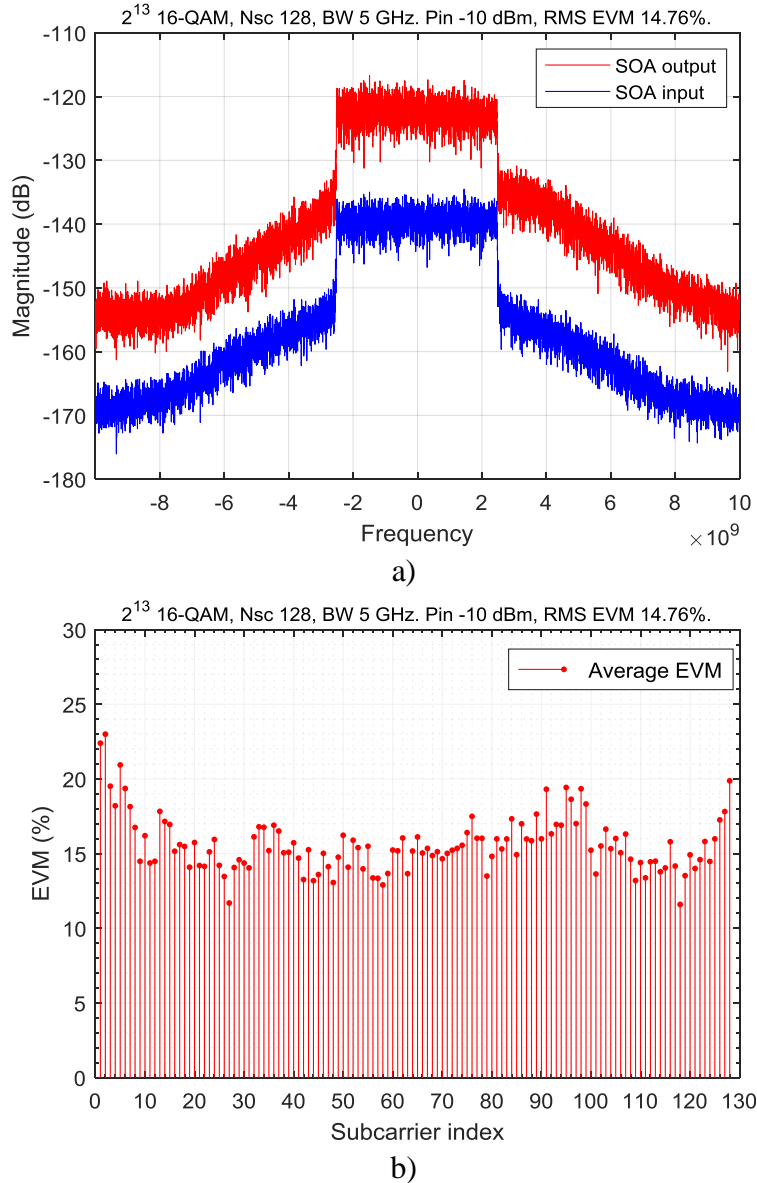 2^13 16-QAM, Nsc 128, BW 5 GHz. Pin -10 dBm, RMS EVM 14.76%.
-110
SOA output
SOA input
-120
-130
-140
-150
-160
-170
-180
Magnitude (dB)
-8 -6 -4 -2 0 2 4 6 8 10
Frequency
×10^9
a)
2^13 16-QAM, Nsc 128, BW 5 GHz. Pin -10 dBm, RMS EVM 14.76%.
30
Average EVM
25
20
15
10
5
0
EVM (%)
0 10 20 30 40 50 60 70 80 90 100 110 120 130
Subcarrier index
b)